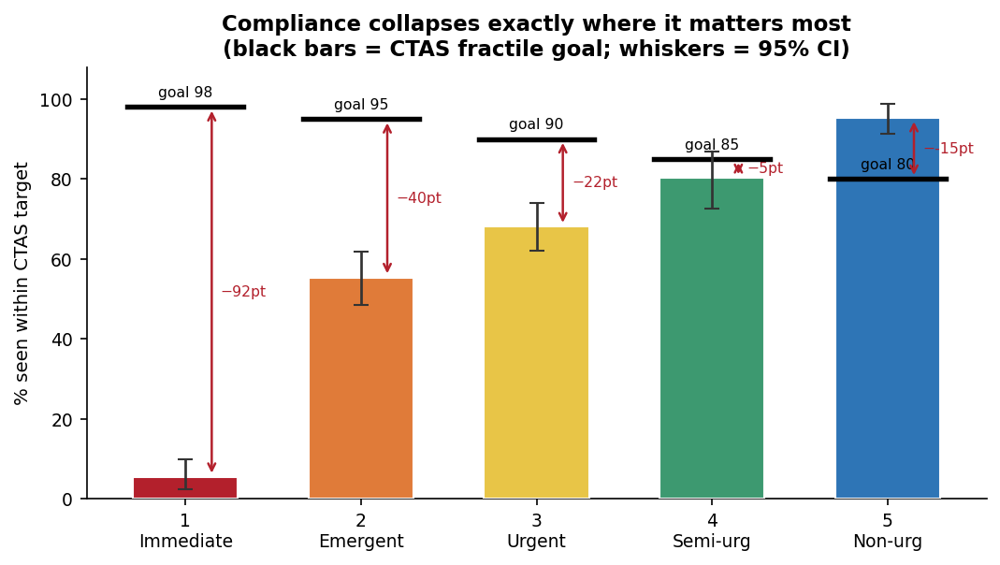 Compliance collapses exactly where it matters most
(black bars = CTAS fractile goal; whiskers = 95% CI)
% seen within CTAS target
100
80
60
40
20
0
goal 98
goal 95
goal 90
goal 85
goal 80
−92pt
−40pt
−22pt
−5pt
−-15pt
1
Immediate
2
Emergent
3
Urgent
4
Semi-urg
5
Non-urg